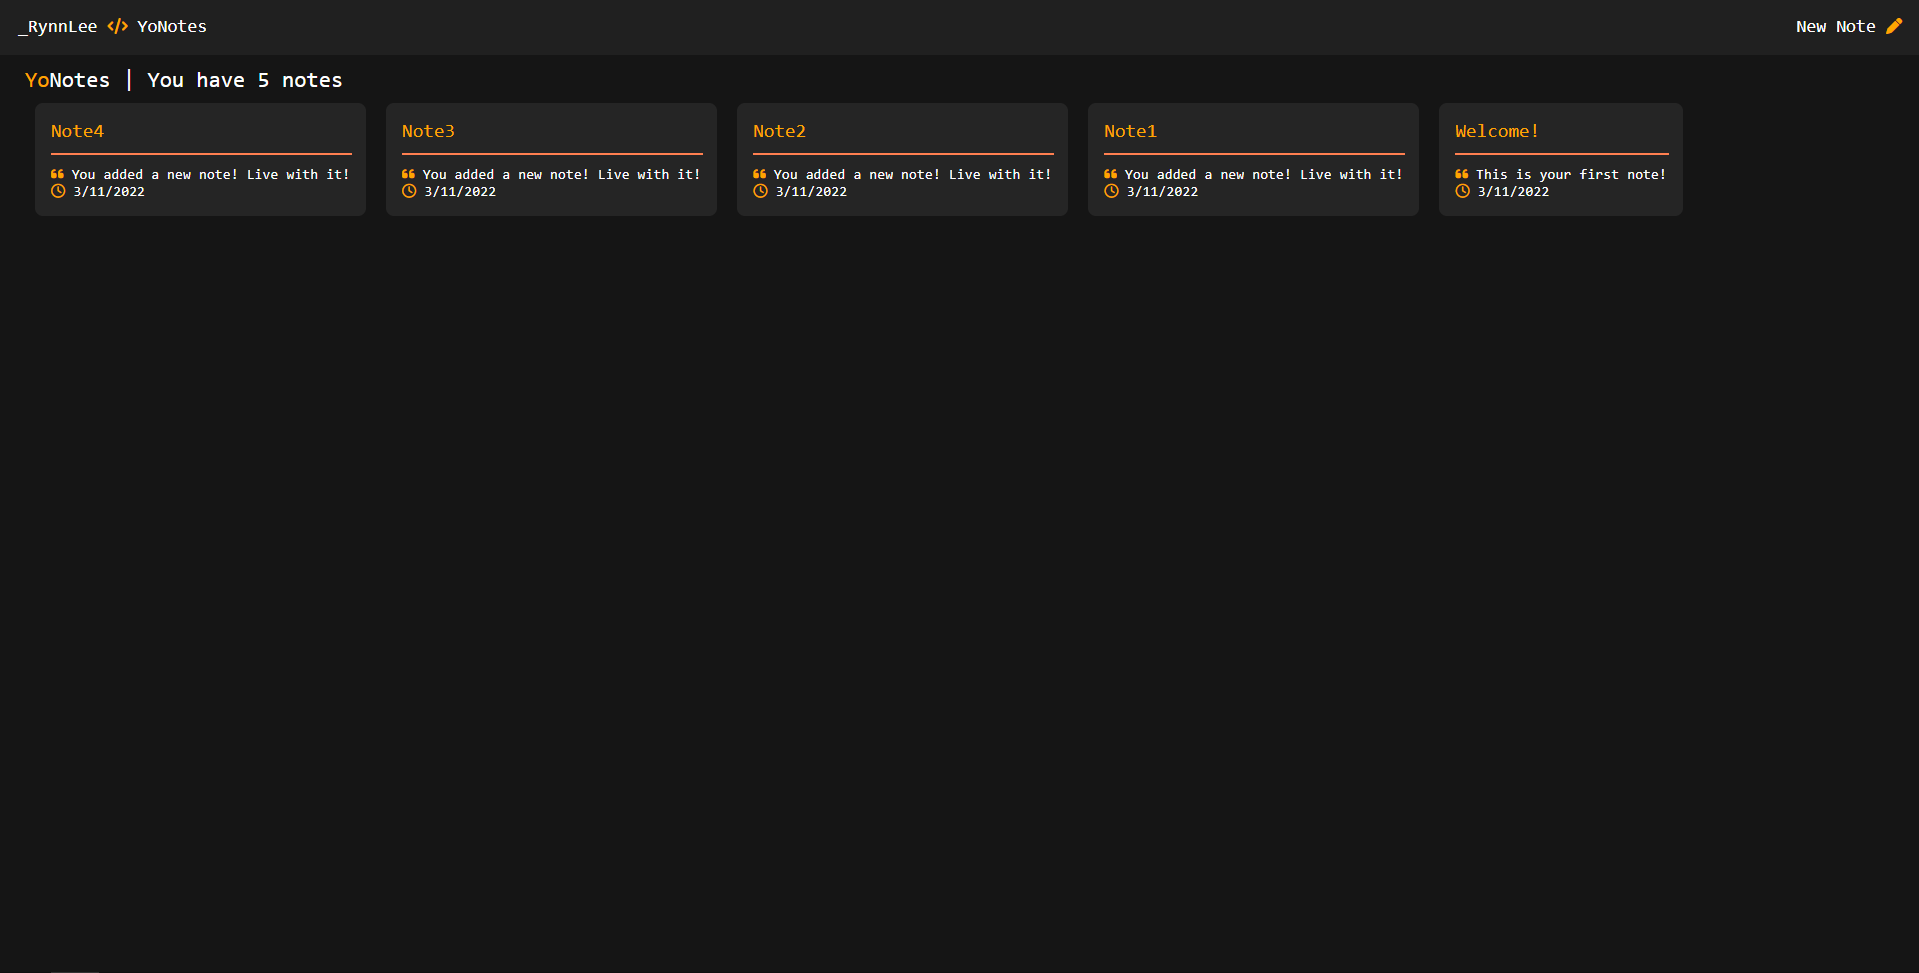 _RynnLee </> YoNotes
New Note
YoNotes | You have 5 notes
Note4
You added a new note! Live with it!
3/11/2022
Note3
You added a new note! Live with it!
3/11/2022
Note2
You added a new note! Live with it!
3/11/2022
Note1
You added a new note! Live with it!
3/11/2022
Welcome!
This is your first note!
3/11/2022